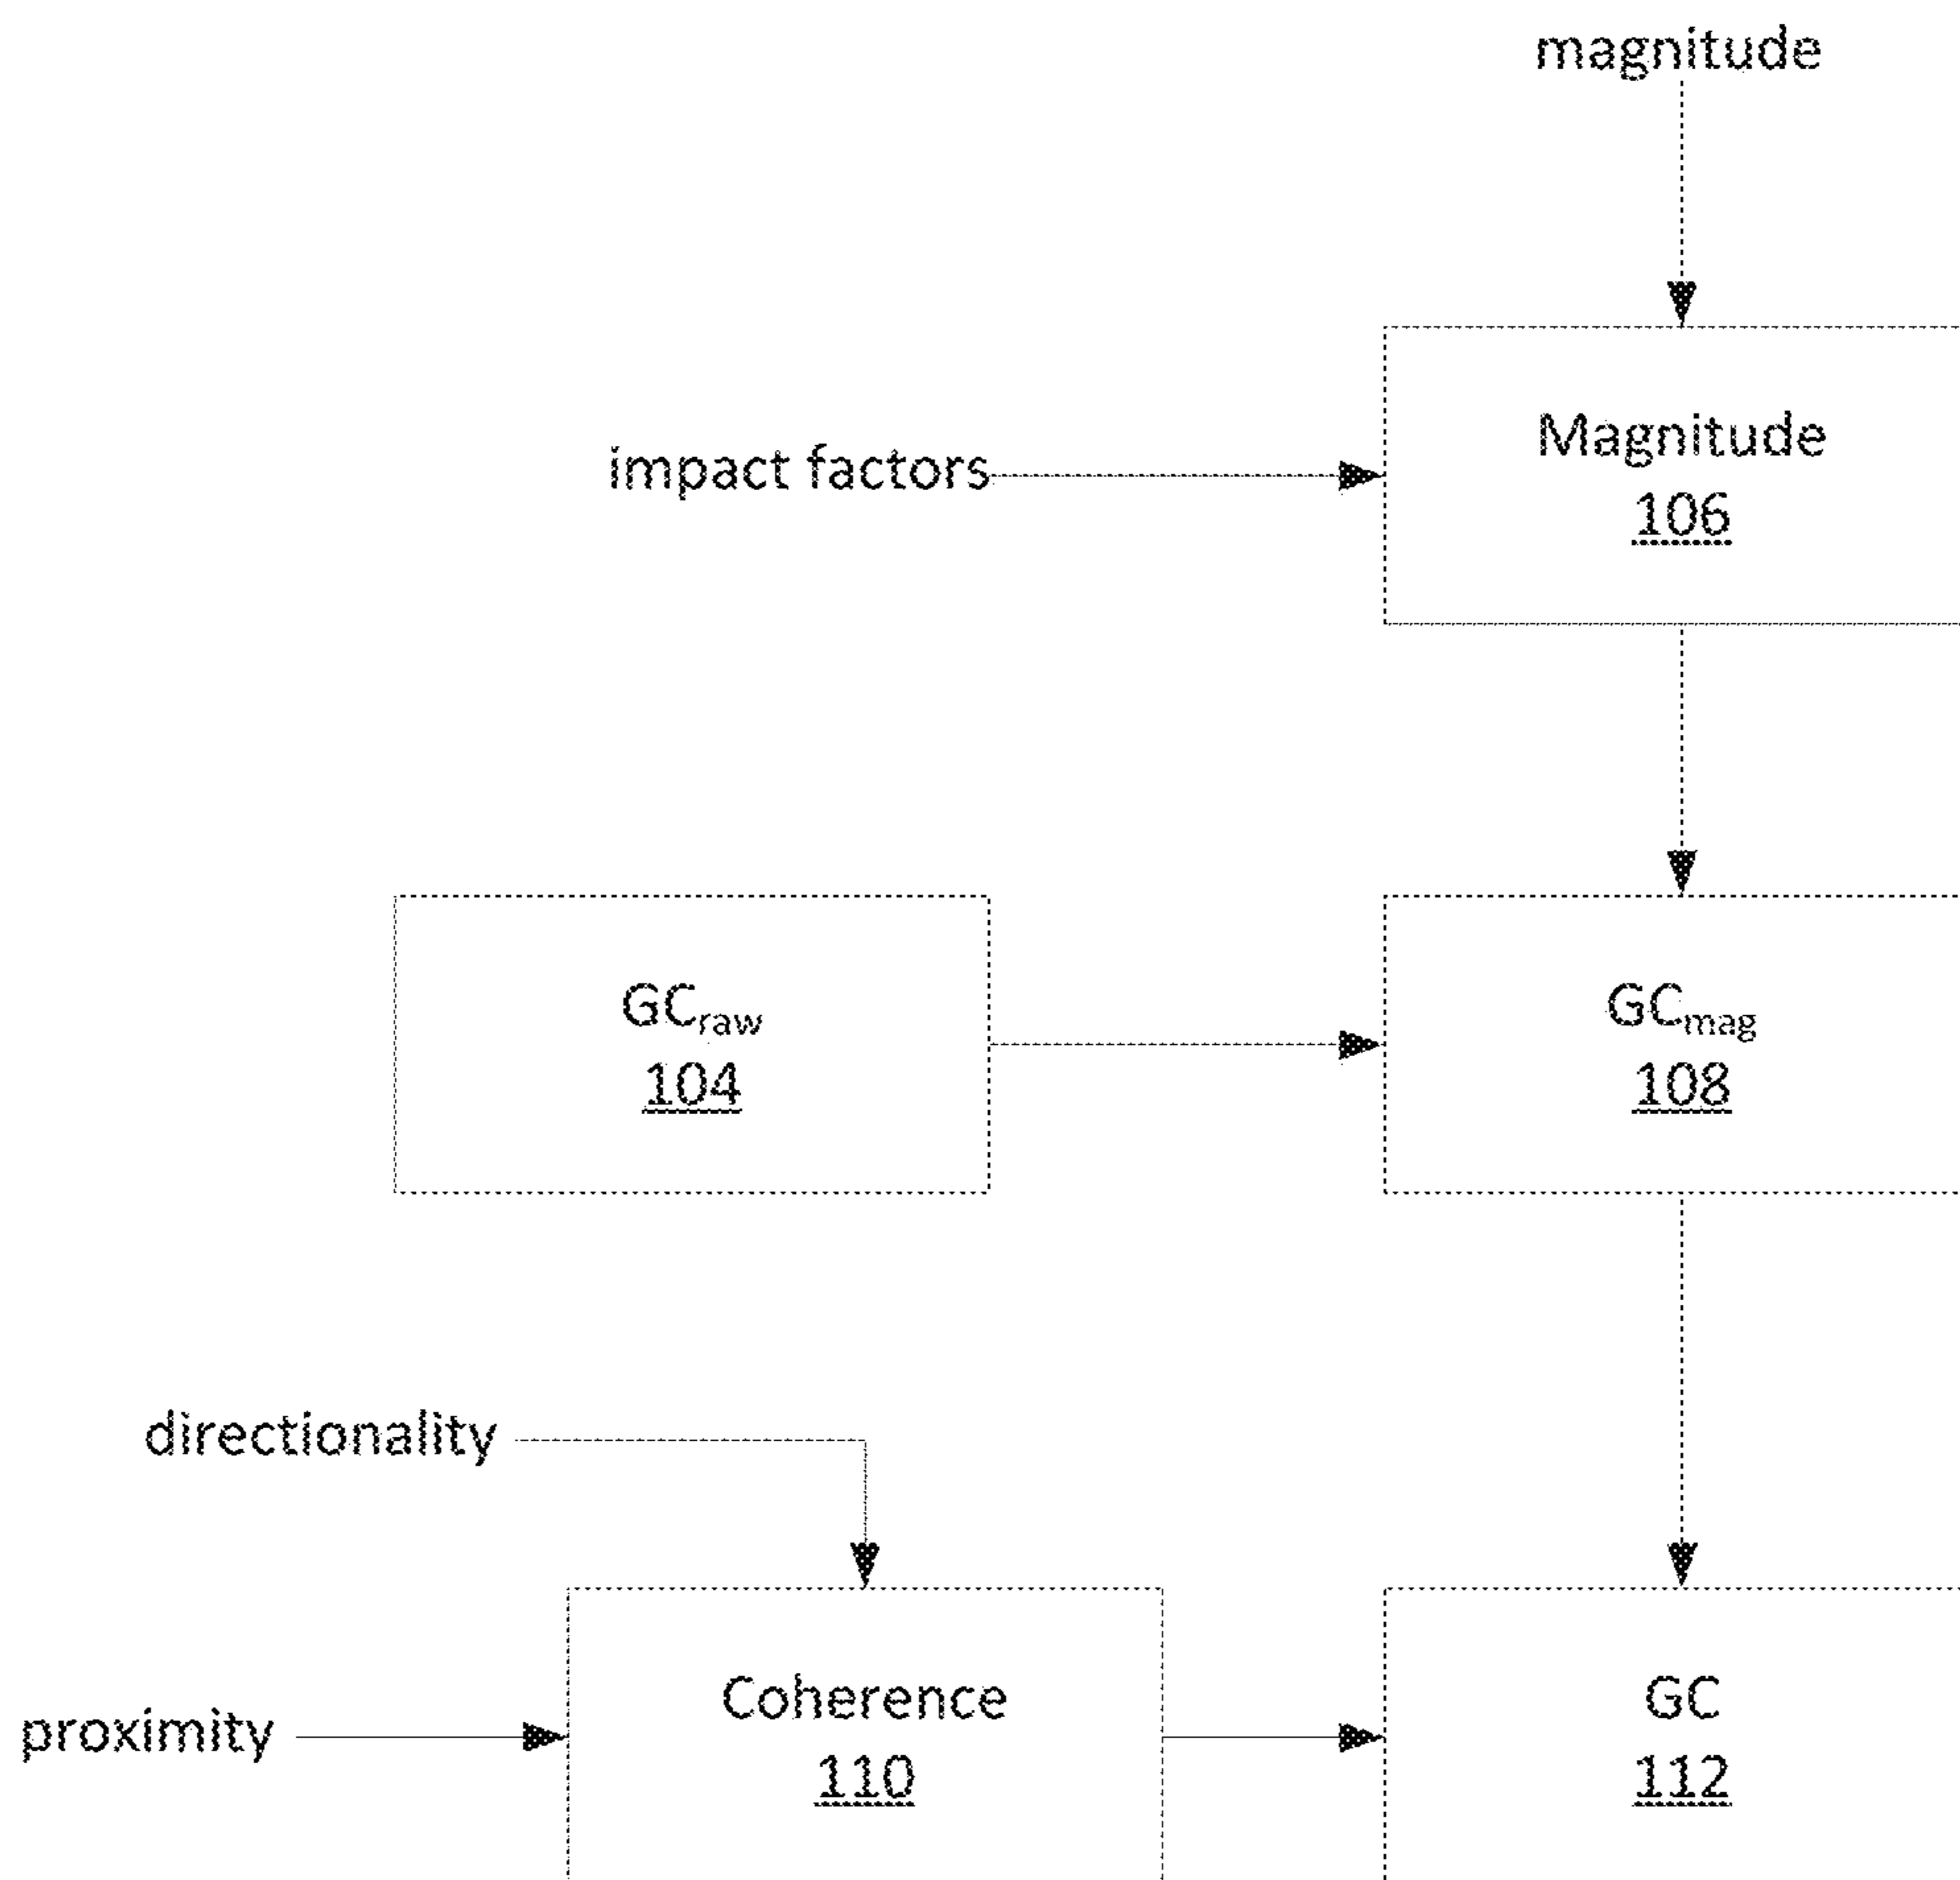 magnitude
impact factors
Magnitude
106
GCraw
104
GCmag
108
directionality
proximity
Coherence
110
GC
112